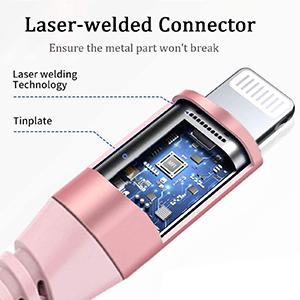 Laser-welded Connector
Ensure the metal part won't break
Laser welding
Technology
Tinplate